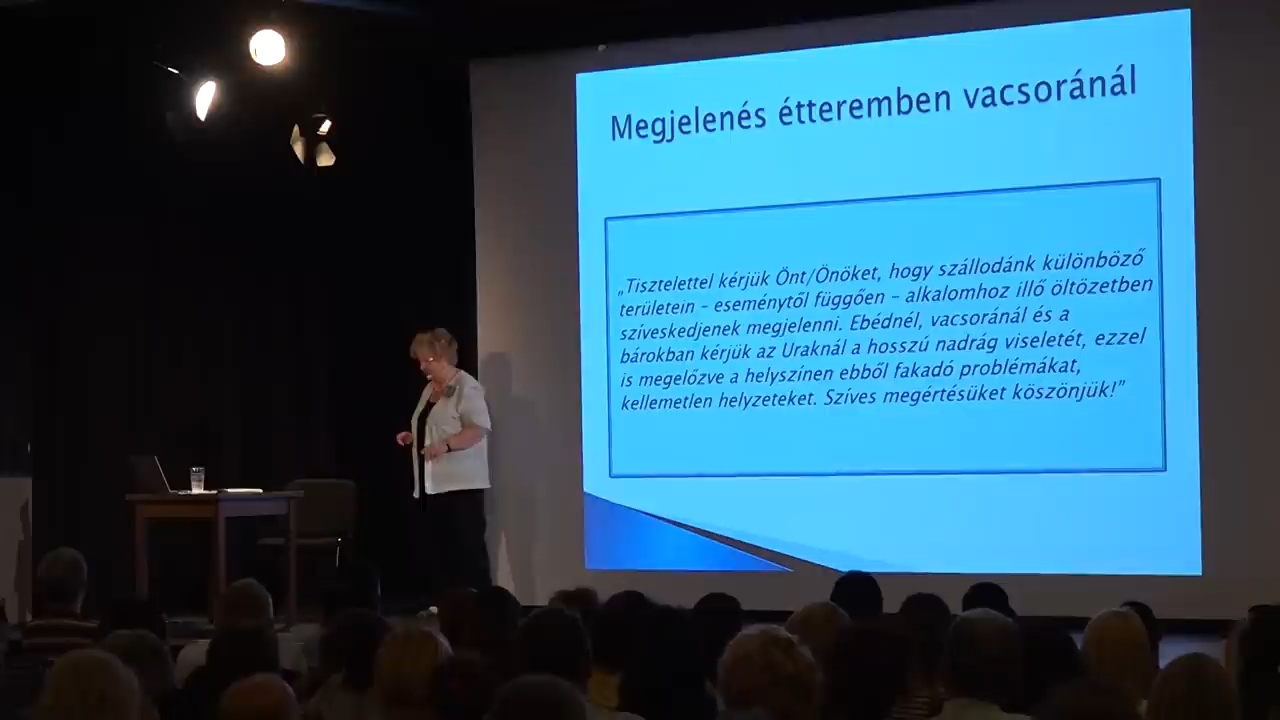 Megjelenés étteremben vacsoránál
„Tisztelettel kérjük Önt/Önöket, hogy szállodánk különböző
területein – eseménytől függően – alkalomhoz illő öltözetben
szíveskedjenek megjelenni. Ebédnél, vacsoránál és a
bárokban kérjük az Uraknál a hosszú nadrág viseletét, ezzel
is megelőzve a helyszínen ebből fakadó problémákat,
kellemetlen helyzeteket. Szíves megértésüket köszönjük!”